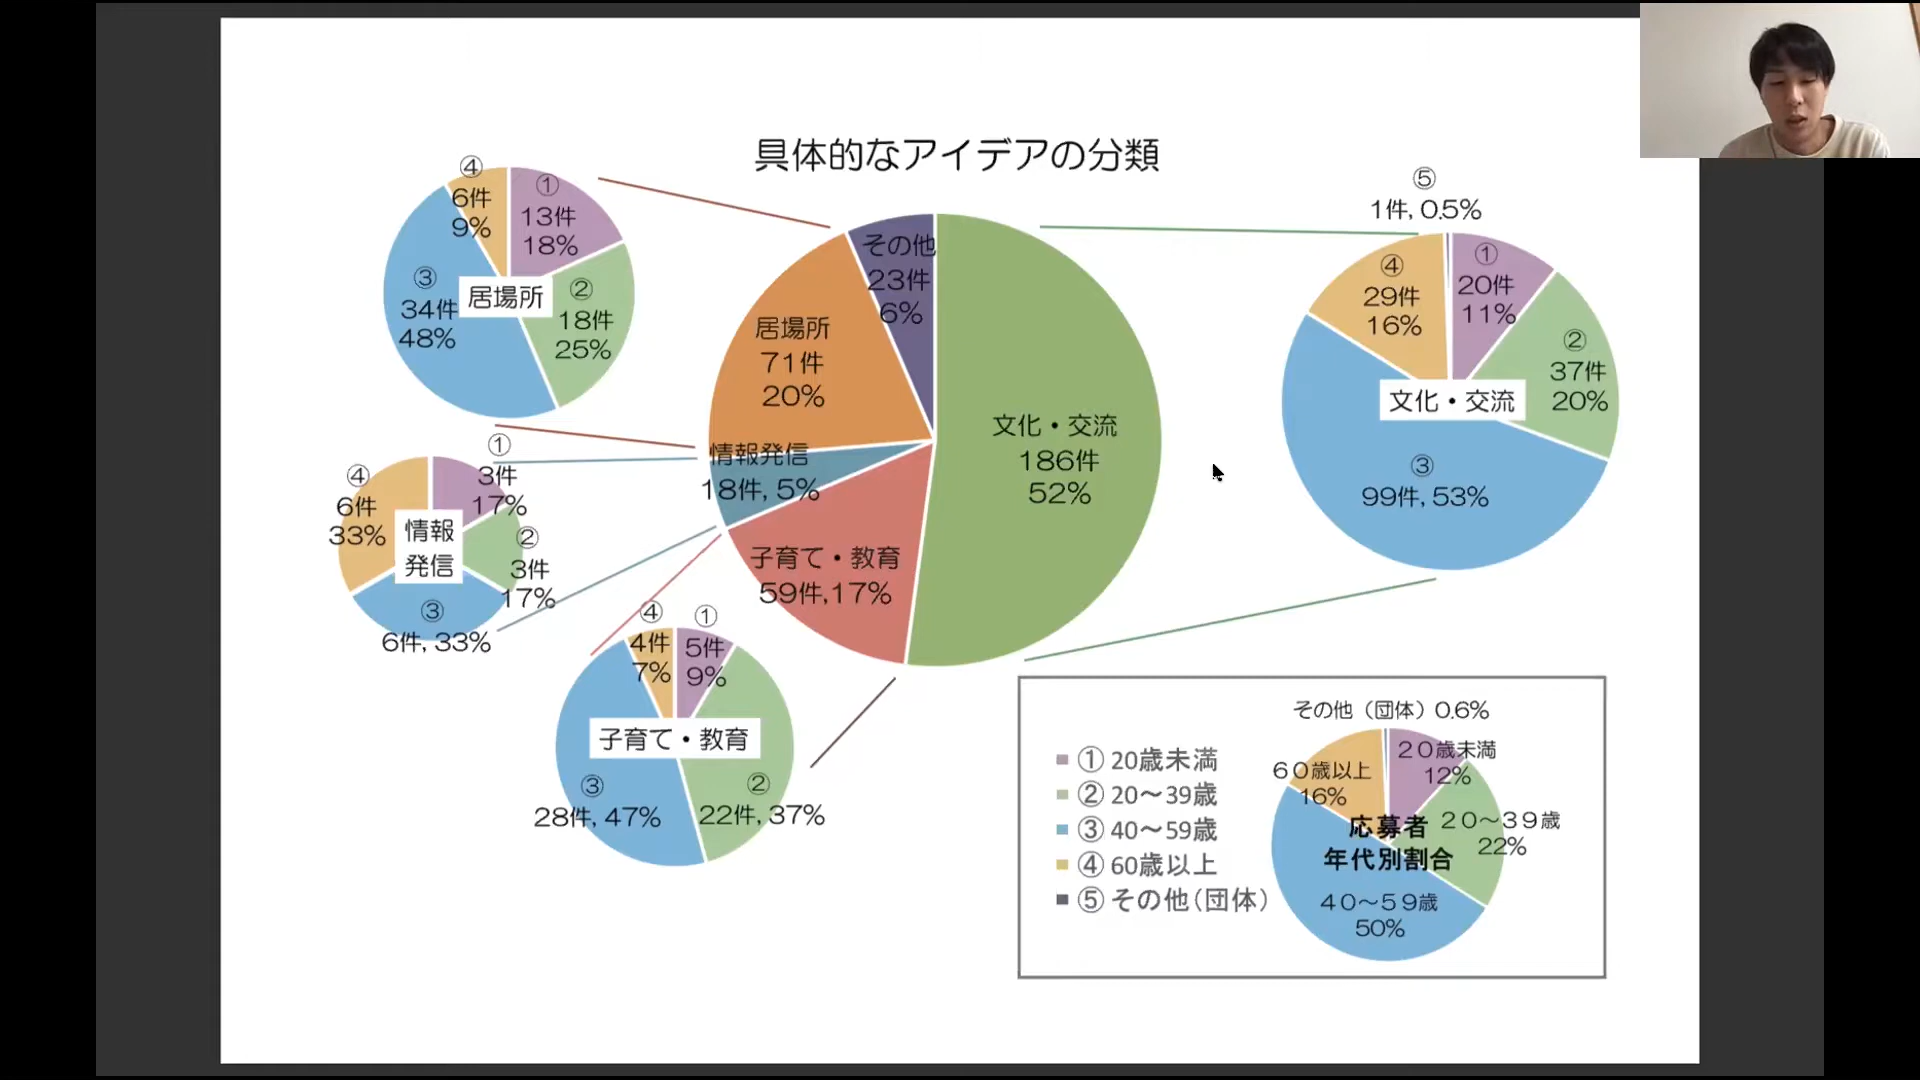 具体的なアイデアの分類
④
6件
9%
①
13件
18%
③
34件
48%
居場所
②
18件
25%
その他
23件
6%
居場所
71件
20%
情報発信
18件, 5%
文化・交流
186件
52%
子育て・教育
59件,17%
⑤
1件, 0.5%
④
29件
16%
①
20件
11%
②
37件
20%
文化・交流
③
99件, 53%
①
3件
17%
④
6件
33%
情報
発信
②
3件
17%
③
6件, 33%
④
4件
7%
①
5件
9%
子育て・教育
③
28件, 47%
②
22件, 37%
① 20歳未満
② 20～39歳
③ 40～59歳
④ 60歳以上
⑤ その他(団体)
その他（団体）0.6%
２０歳未満
12%
６０歳以上
16%
２０～３９歳
22%
応募者
年代別割合
４０～５９歳
50%